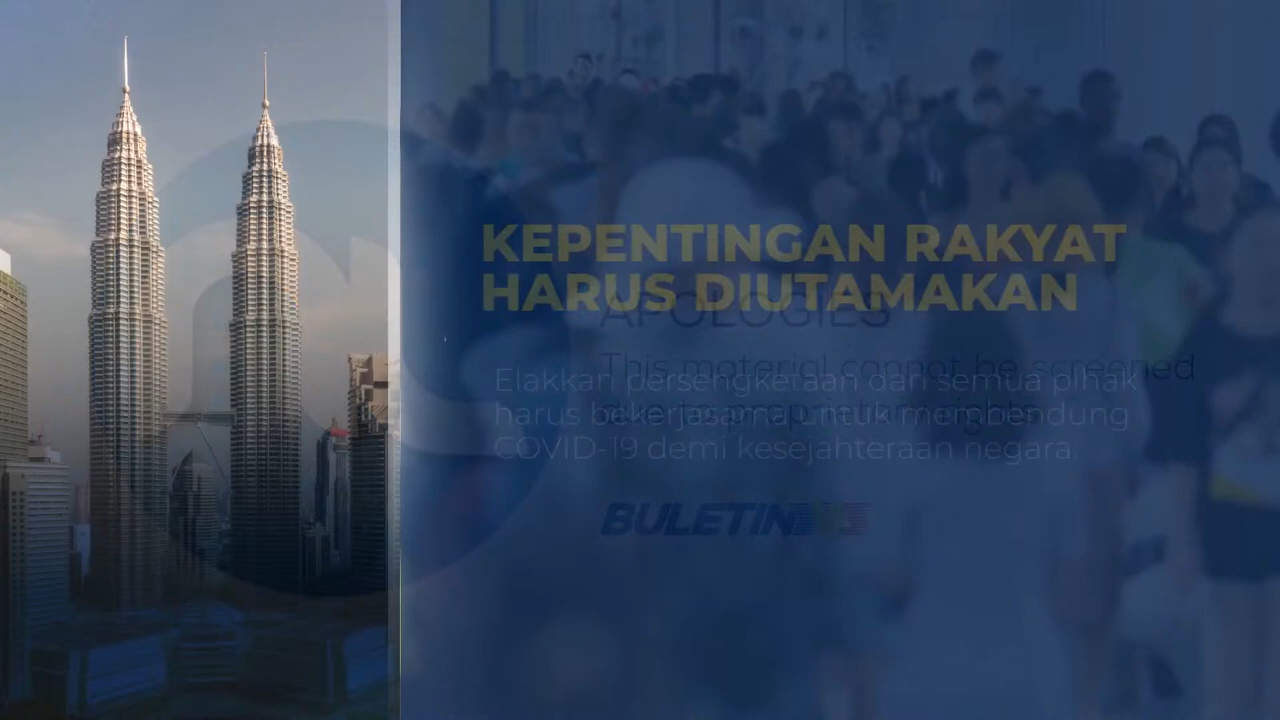 KEPENTINGAN RAKYAT
HARUS DIUTAMAKAN
APOLOGIES
This material cannot be screened
Elakkan persengketaan dan semua pihak
harus bekerjasama untuk membendung
COVID-19 demi kesejahteraan negara.
BULETIN